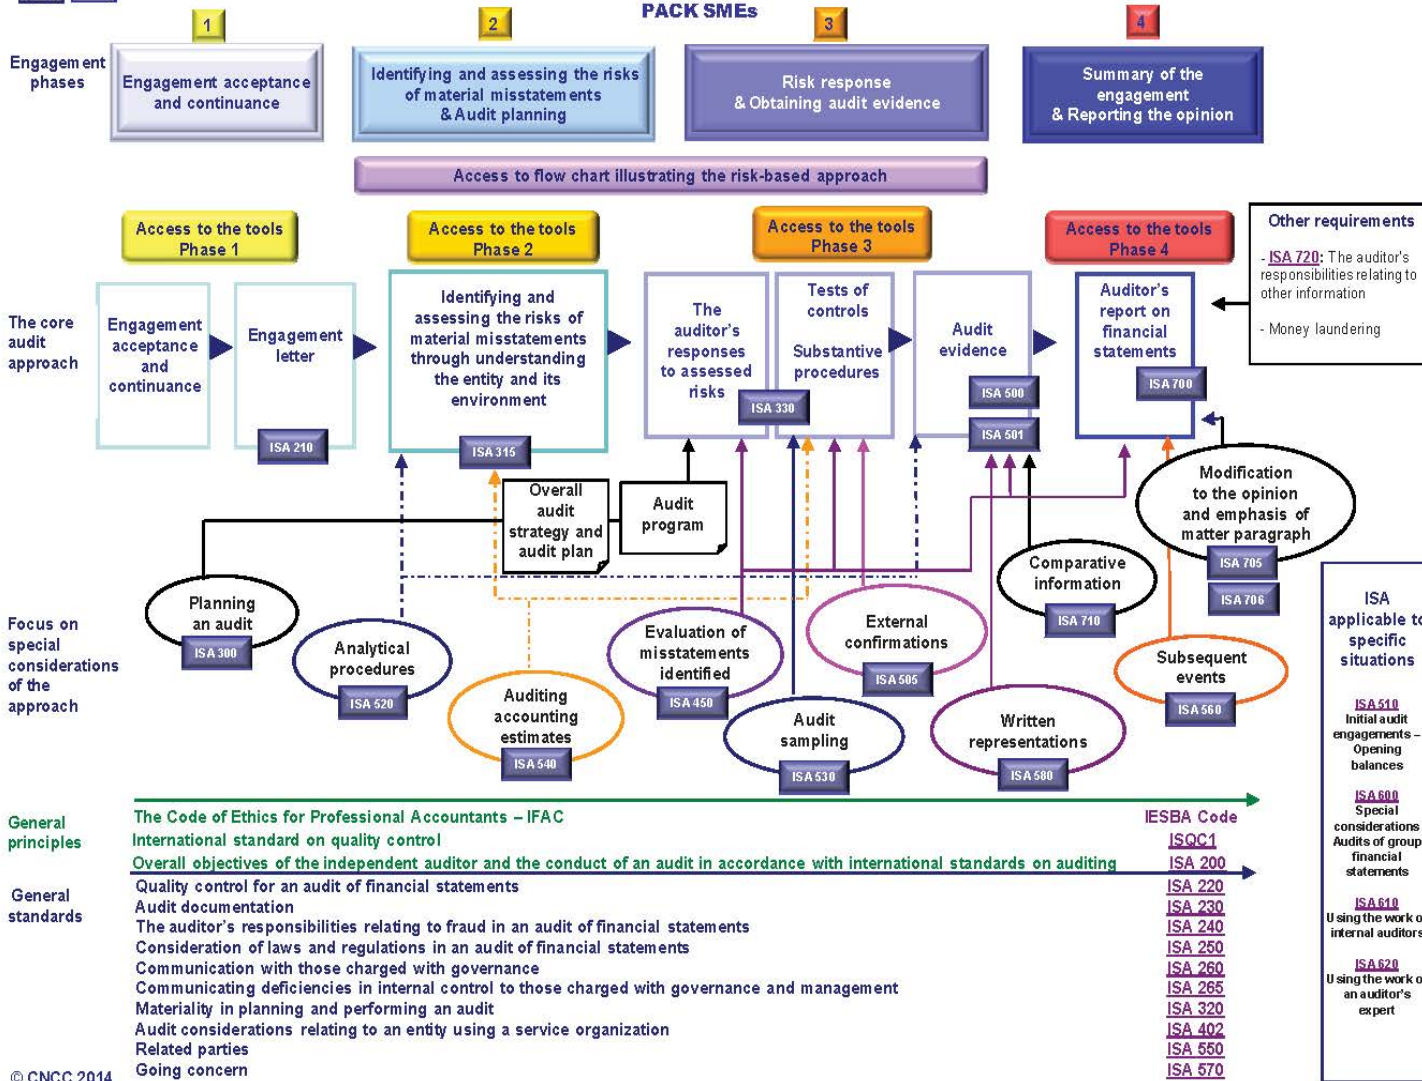 PACK SMEs
1
2
3
4
Engagement
phases
Engagement acceptance
and continuance
Identifying and assessing the risks
of material misstatements
& Audit planning
Risk response
& Obtaining audit evidence
Summary of the
engagement
& Reporting the opinion
Access to flow chart illustrating the risk-based approach
Access to the tools
Phase 1
Access to the tools
Phase 2
Access to the tools
Phase 3
Access to the tools
Phase 4
Other requirements
- ISA 720: The auditor's
responsibilities relating to
other information
- Money laundering
The core
audit
approach
Engagement
acceptance
and
continuance
Engagement
letter
ISA 210
Identifying and
assessing the risks of
material misstatements
through understanding
the entity and its
environment
ISA 315
The
auditor's
responses
to assessed
risks
ISA 330
Tests of
controls
Substantive
procedures
Audit
evidence
ISA 500
ISA 501
Auditor's
report on
financial
statements
ISA 700
Overall
audit
strategy and
audit plan
Audit
program
Modification
to the opinion
and emphasis of
matter paragraph
ISA 705
ISA 706
Focus on
special
considerations
of the
approach
Planning
an audit
ISA 300
Analytical
procedures
ISA 520
Auditing
accounting
estimates
ISA 540
Evaluation of
misstatements
identified
ISA 450
Audit
sampling
ISA 530
External
confirmations
ISA 505
Written
representations
ISA 580
Comparative
information
ISA 710
Subsequent
events
ISA 560
ISA
applicable to
specific
situations
ISA 510
Initial audit
engagements –
Opening
balances
ISA 600
Special
considerations
Audits of group
financial
statements
ISA 610
Using the work o
internal auditors
ISA 620
Using the work o
an auditor's
expert
General
principles
The Code of Ethics for Professional Accountants – IFAC IESBA Code
International standard on quality control ISQC1
Overall objectives of the independent auditor and the conduct of an audit in accordance with international standards on auditing ISA 200
General
standards
Quality control for an audit of financial statements ISA 220
Audit documentation ISA 230
The auditor's responsibilities relating to fraud in an audit of financial statements ISA 240
Consideration of laws and regulations in an audit of financial statements ISA 250
Communication with those charged with governance ISA 260
Communicating deficiencies in internal control to those charged with governance and management ISA 265
Materiality in planning and performing an audit ISA 320
Audit considerations relating to an entity using a service organization ISA 402
Related parties ISA 550
Going concern ISA 570
© CNCC 2014